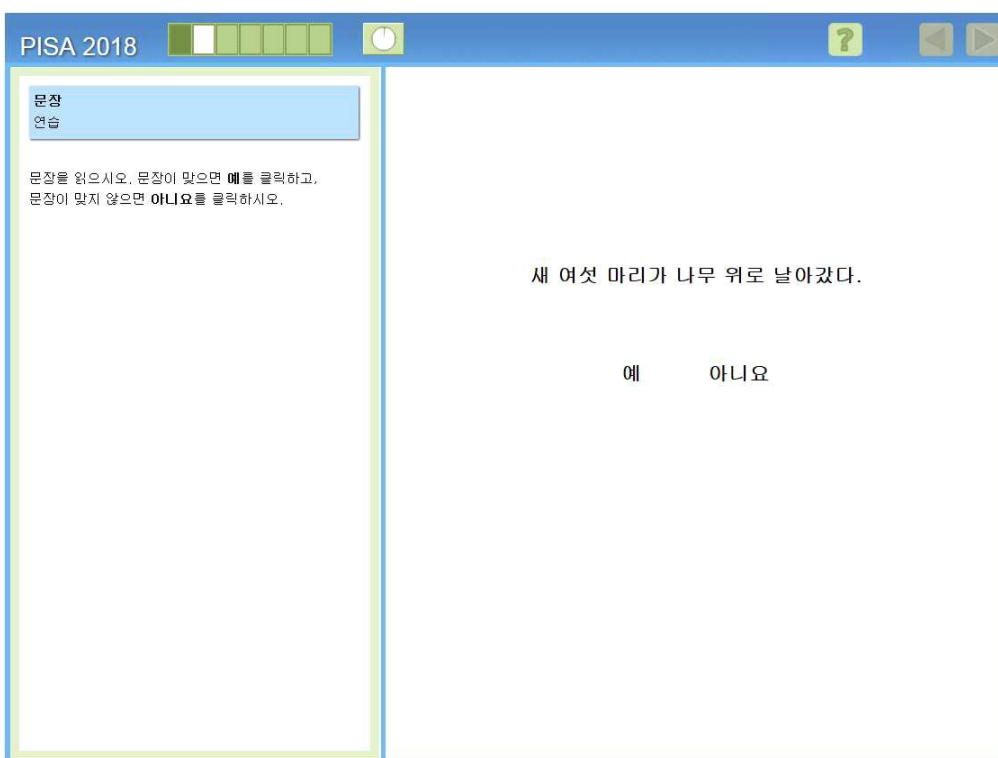 PISA 2018
?
문장
연습
문장을 읽으시오. 문장이 맞으면 예를 클릭하고,
문장이 맞지 않으면 아니요를 클릭하시오.
새 여섯 마리가 나무 위로 날아갔다.
예 아니요